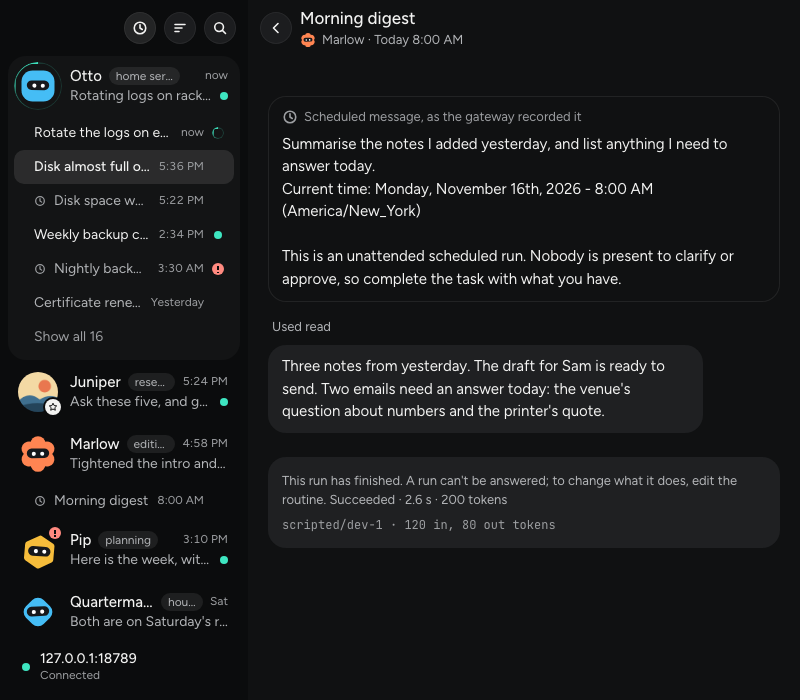 Otto
home ser...
now
Rotating logs on rack...
Rotate the logs on e...
now
Disk almost full o...
5:36 PM
Disk space w...
5:22 PM
Weekly backup c...
2:34 PM
Nightly back...
3:30 AM
Certificate rene...
Yesterday
Show all 16
Juniper
rese...
5:24 PM
Ask these five, and g...
Marlow
editi...
4:58 PM
Tightened the intro and...
Morning digest
8:00 AM
Pip
planning
3:10 PM
Here is the week, wit...
Quarterma...
hou...
Sat
Both are on Saturday's r...
127.0.0.1:18789
Connected
Morning digest
Marlow · Today 8:00 AM
Scheduled message, as the gateway recorded it
Summarise the notes I added yesterday, and list anything I need to
answer today.
Current time: Monday, November 16th, 2026 - 8:00 AM
(America/New_York)
This is an unattended scheduled run. Nobody is present to clarify or
approve, so complete the task with what you have.
Used read
Three notes from yesterday. The draft for Sam is ready to
send. Two emails need an answer today: the venue's
question about numbers and the printer's quote.
This run has finished. A run can't be answered; to change what it does, edit the
routine. Succeeded · 2.6 s · 200 tokens
scripted/dev-1 · 120 in, 80 out tokens